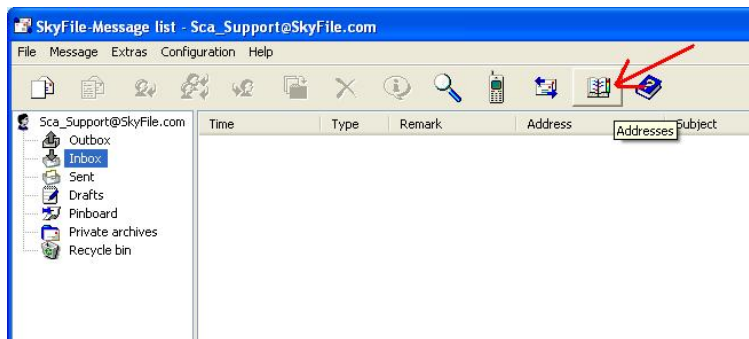 SkyFile-Message list - Sca_Support@SkyFile.com
File Message Extras Configuration Help
Sca_Support@SkyFile.com
Outbox
Inbox
Sent
Drafts
Pinboard
Private archives
Recycle bin
Time Type Remark Address Subject
Addresses